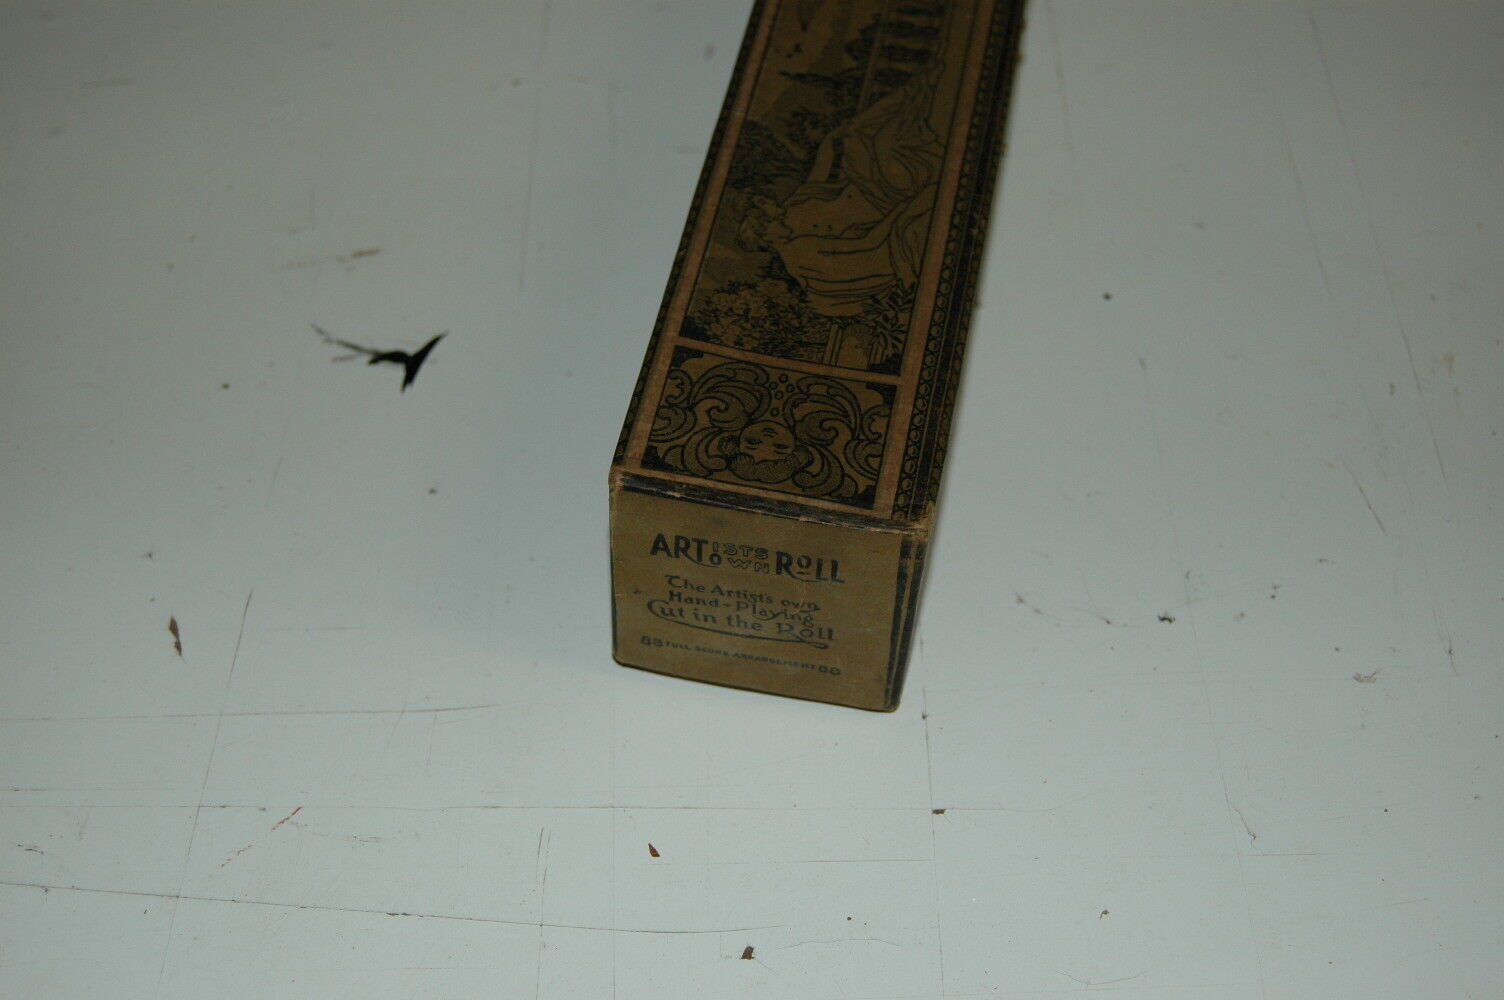 ARTISTS OWN ROLL
The Artist's own
Hand-Playing
Cut in the Roll
88 FULL SCORE ARRANGEMENT 88